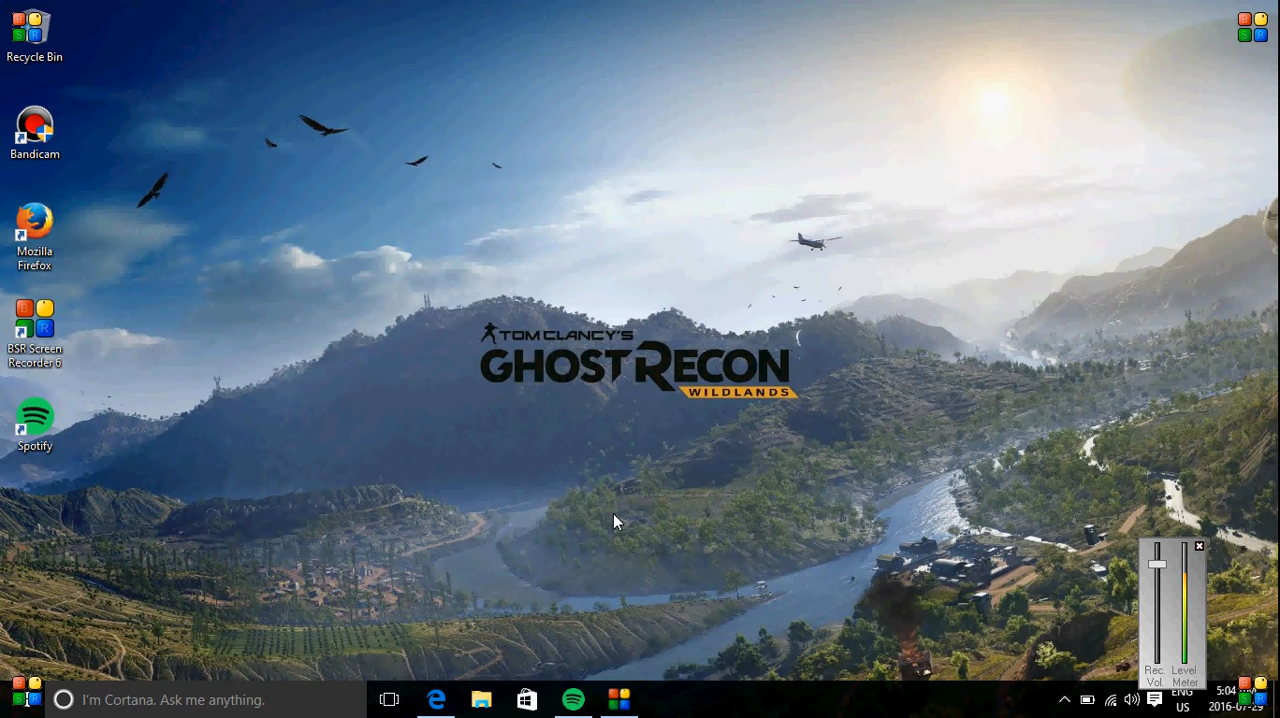 Recycle Bin
Bandicam
Mozilla
Firefox
BSR Screen
Recorder 6
Spotify
TOM CLANCY'S
GHOST RECON
WILDLANDS
Rec. Level
Vol. Meter
I'm Cortana. Ask me anything.
ENG
US
5:04
2016-07-29